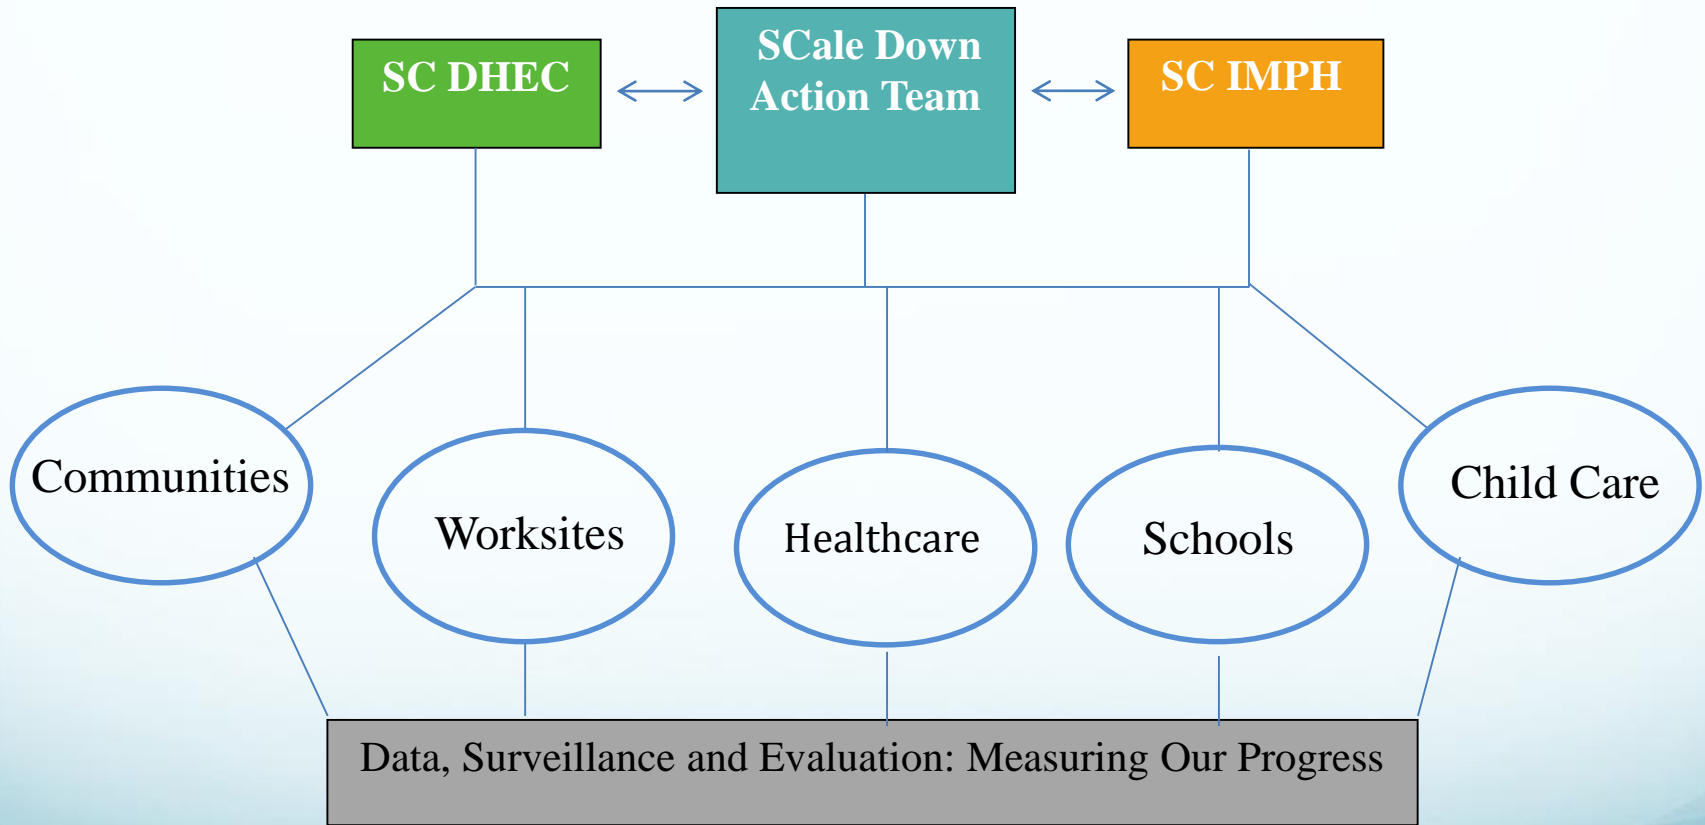 SC DHEC
SCale Down
Action Team
SC IMPH
Communities
Worksites
Healthcare
Schools
Child Care
Data, Surveillance and Evaluation: Measuring Our Progress